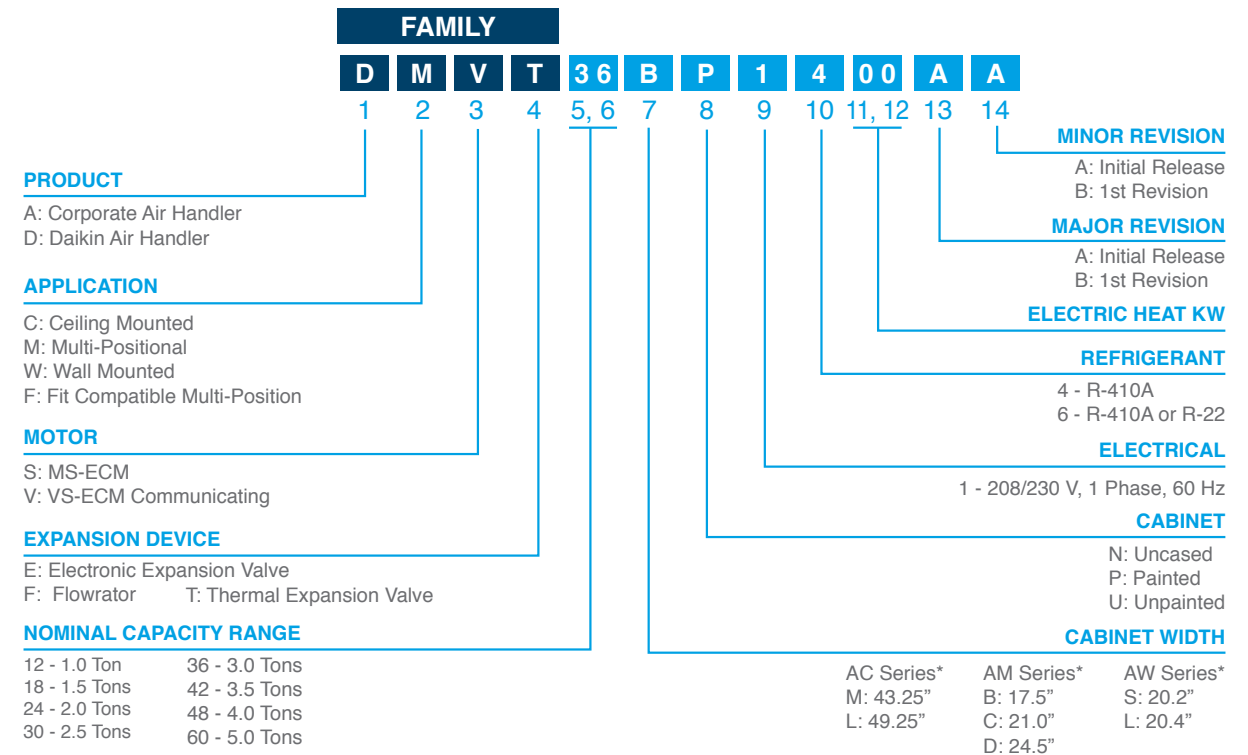 FAMILY
D M V T 36 B P 1 4 00 A A
1 2 3 4 5, 6 7 8 9 10 11, 12 13 14
PRODUCT
A: Corporate Air Handler
D: Daikin Air Handler
APPLICATION
C: Ceiling Mounted
M: Multi-Positional
W: Wall Mounted
F: Fit Compatible Multi-Position
MOTOR
S: MS-ECM
V: VS-ECM Communicating
EXPANSION DEVICE
E: Electronic Expansion Valve
F: Flowrator T: Thermal Expansion Valve
NOMINAL CAPACITY RANGE
12 - 1.0 Ton
18 - 1.5 Tons
24 - 2.0 Tons
30 - 2.5 Tons
36 - 3.0 Tons
42 - 3.5 Tons
48 - 4.0 Tons
60 - 5.0 Tons
MINOR REVISION
A: Initial Release
B: 1st Revision
MAJOR REVISION
A: Initial Release
B: 1st Revision
ELECTRIC HEAT KW
REFRIGERANT
4 - R-410A
6 - R-410A or R-22
ELECTRICAL
1 - 208/230 V, 1 Phase, 60 Hz
CABINET
N: Uncased
P: Painted
U: Unpainted
CABINET WIDTH
AC Series*
M: 43.25”
L: 49.25”
AM Series*
B: 17.5”
C: 21.0”
D: 24.5”
AW Series*
S: 20.2”
L: 20.4”